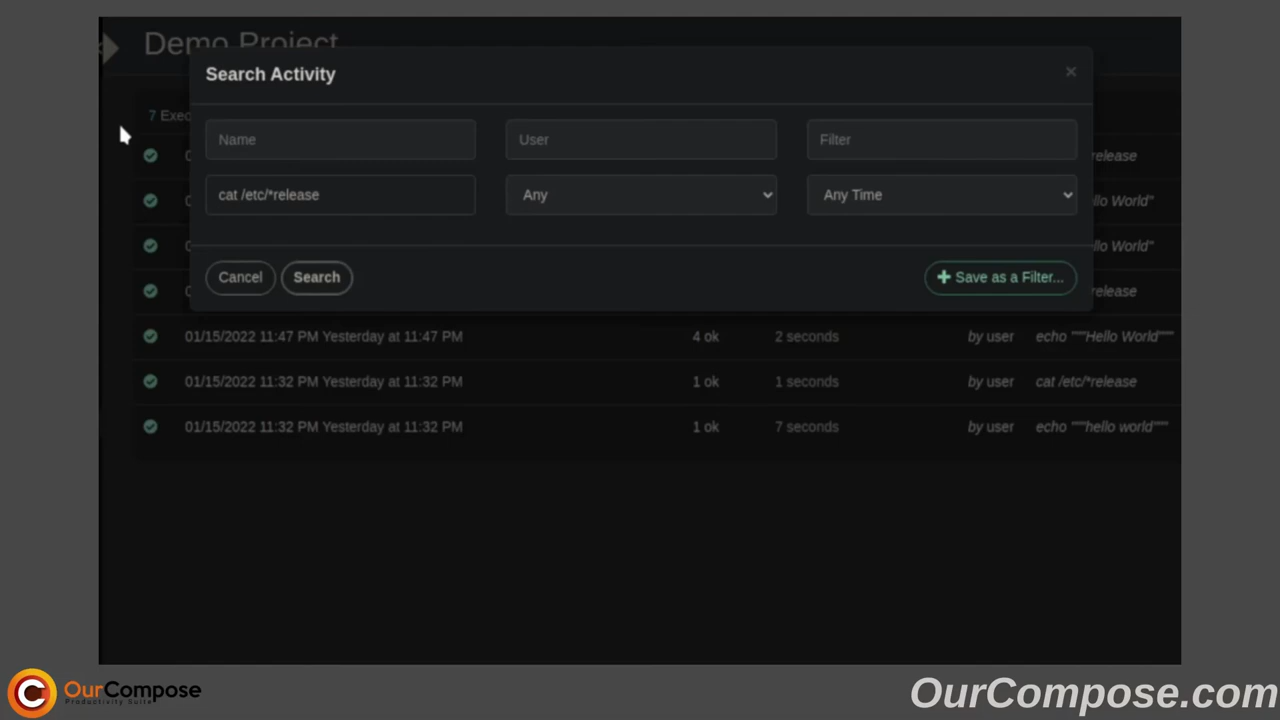 Demo Project
Search Activity ×
7 Exec
Name User Filter
cat /etc/*release Any Any Time
Cancel Search + Save as a Filter...
release
llo World"
llo World"
release
01/15/2022 11:47 PM Yesterday at 11:47 PM 4 ok 2 seconds by user echo """Hello World"""
01/15/2022 11:32 PM Yesterday at 11:32 PM 1 ok 1 seconds by user cat /etc/*release
01/15/2022 11:32 PM Yesterday at 11:32 PM 1 ok 7 seconds by user echo """hello world"""
OurCompose
Productivity Suite
OurCompose.com